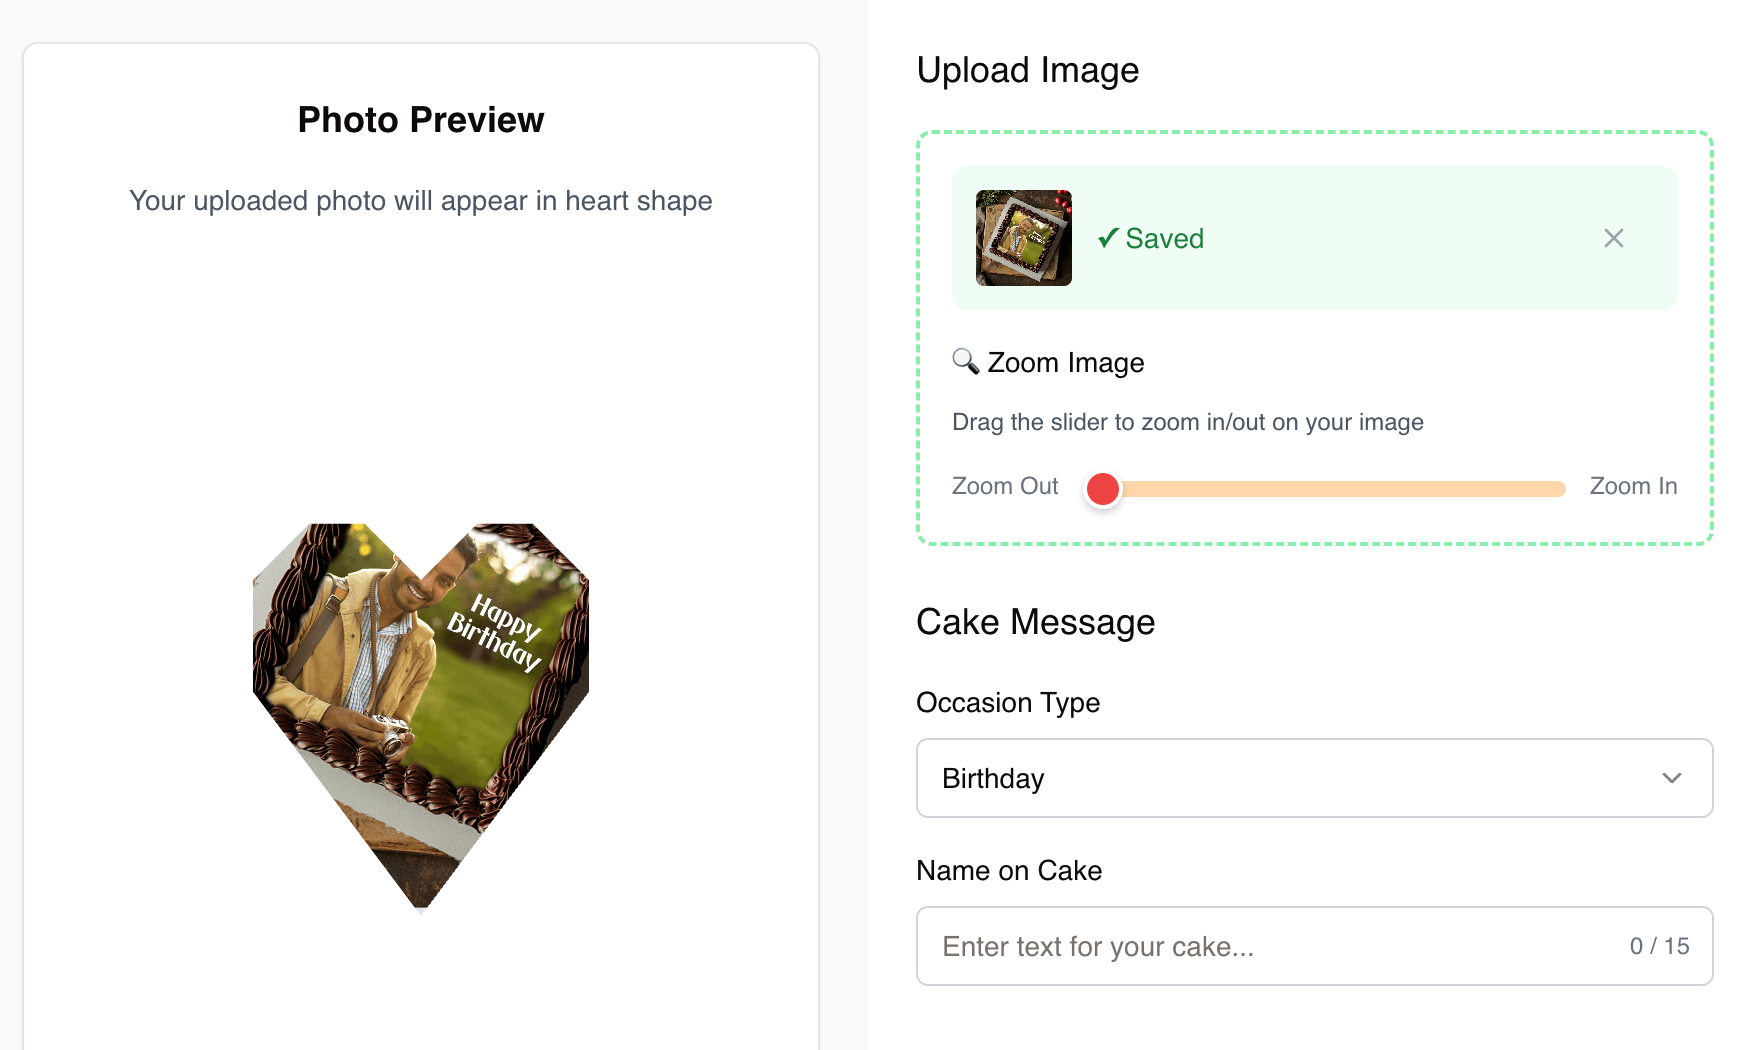 Photo Preview
Your uploaded photo will appear in heart shape
Happy
Birthday
Upload Image
✓ Saved
Zoom Image
Drag the slider to zoom in/out on your image
Zoom Out
Zoom In
Cake Message
Occasion Type
Birthday
Name on Cake
Enter text for your cake...
0 / 15